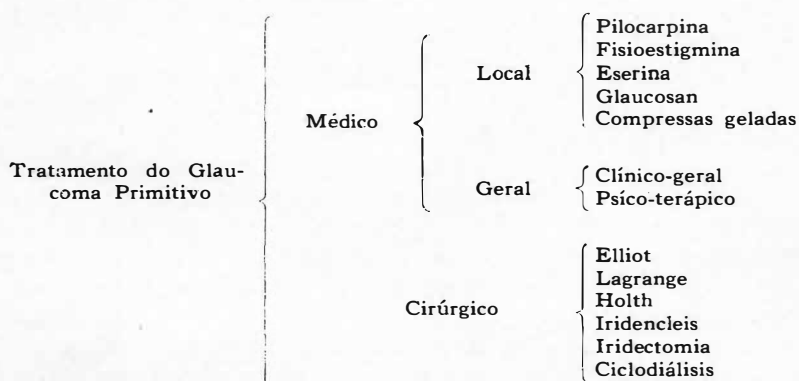 Tratamento do Glau-
coma Primitivo
Médico
Local
Pilocarpina
Fisioestigmina
Eserina
Glaucosan
Compressas geladas
Geral
Clínico-geral
Psíco-terápico
Cirúrgico
Elliot
Lagrange
Holth
Iridencleis
Iridectomia
Ciclodiálisis